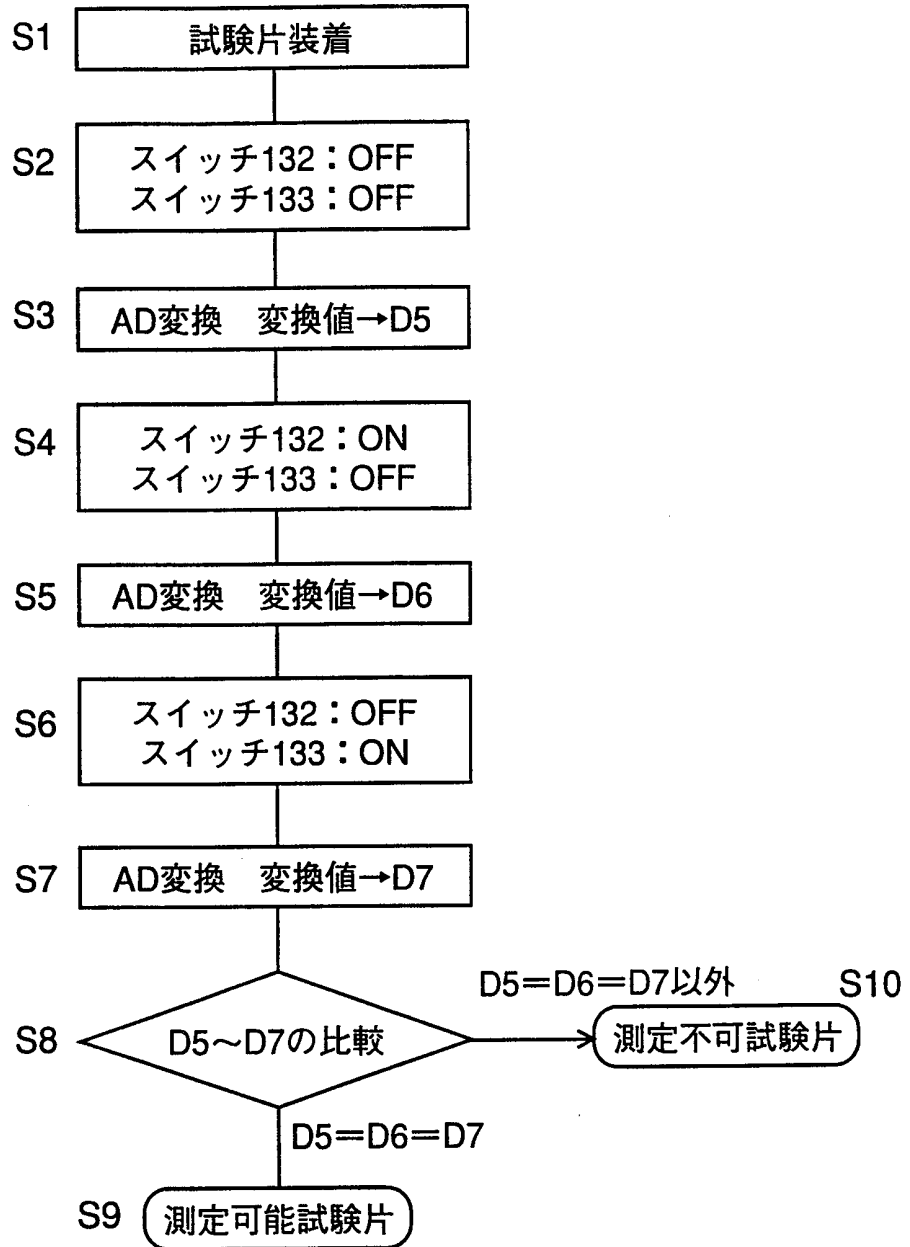 S1
試験片装着
S2
スイッチ132：OFF
スイッチ133：OFF
S3
AD変換　変換値→D5
S4
スイッチ132：ON
スイッチ133：OFF
S5
AD変換　変換値→D6
S6
スイッチ132：OFF
スイッチ133：ON
S7
AD変換　変換値→D7
S8
D5～D7の比較
D5＝D6＝D7以外
S10
測定不可試験片
D5＝D6＝D7
S9
測定可能試験片